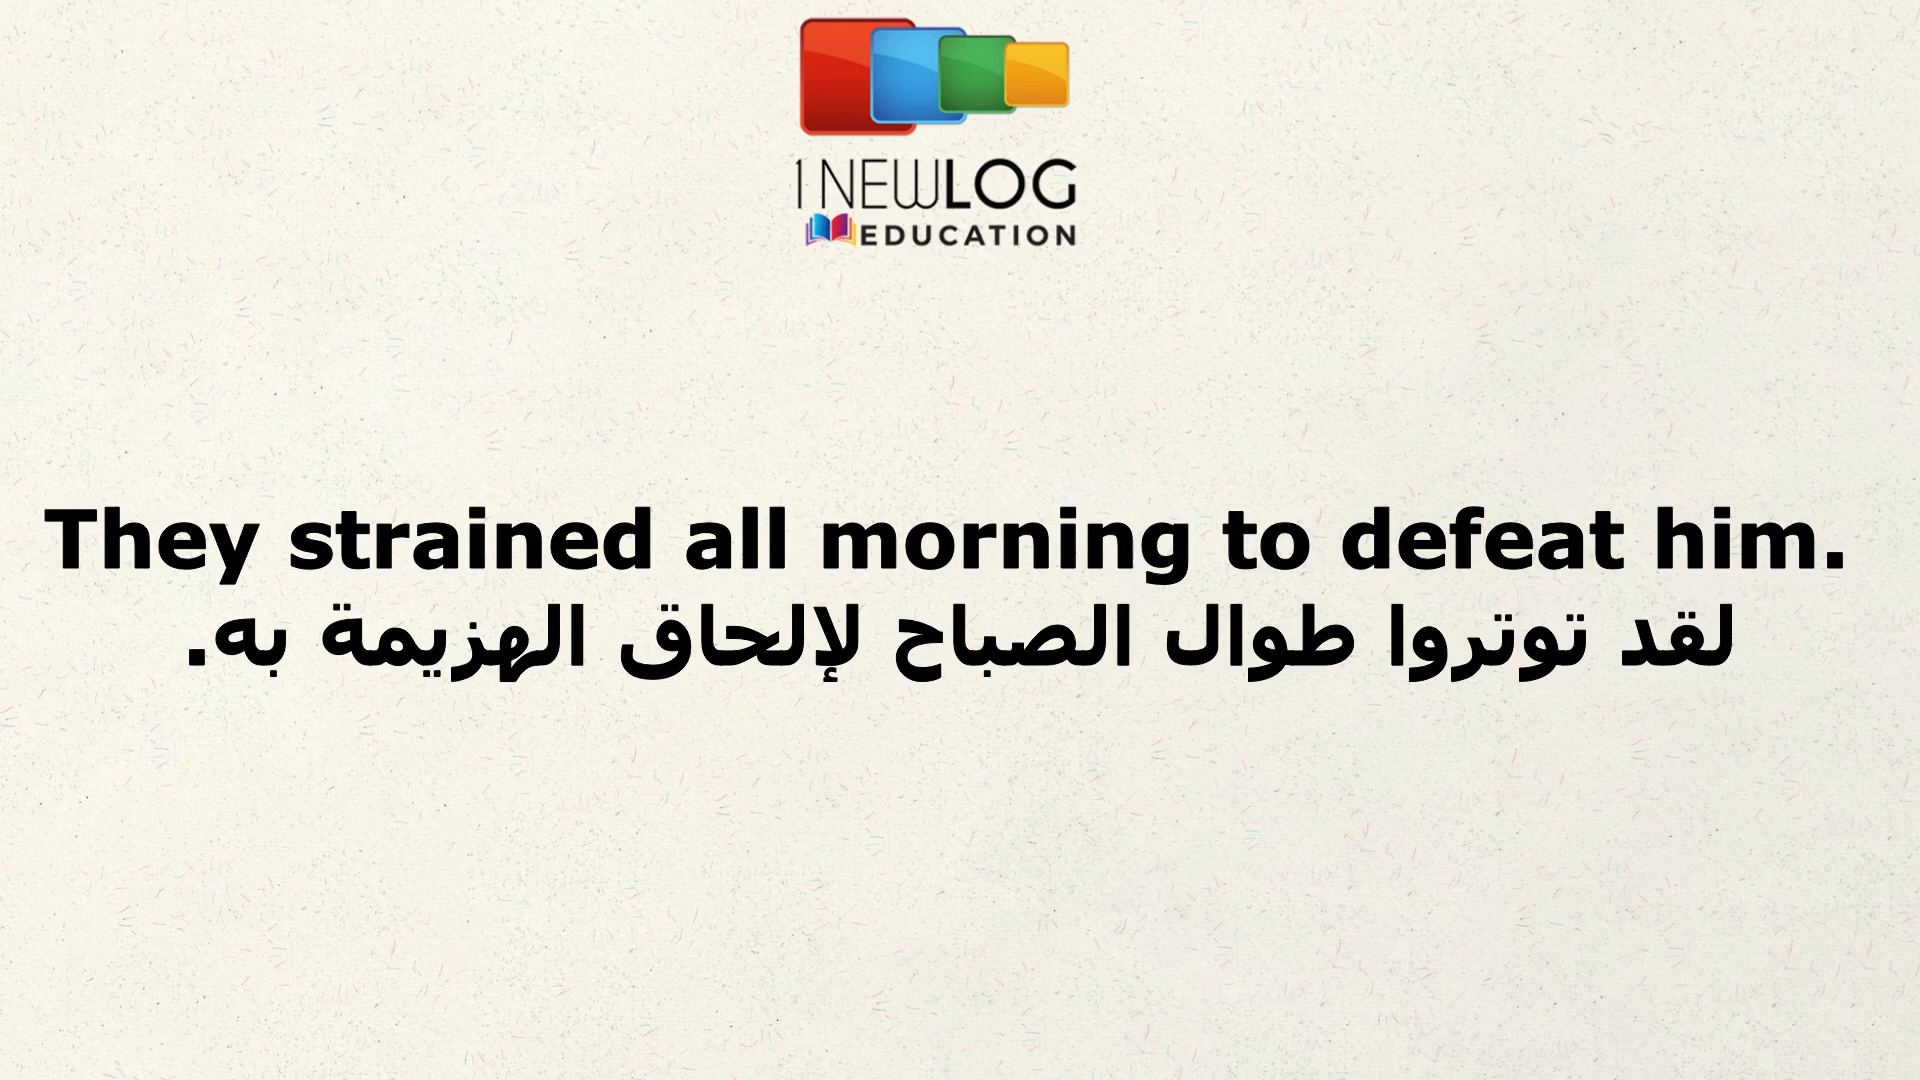 1NEWLOG
EDUCATION
They strained all morning to defeat him.
لقد توتروا طوال الصباح لإلحاق الهزيمة به.